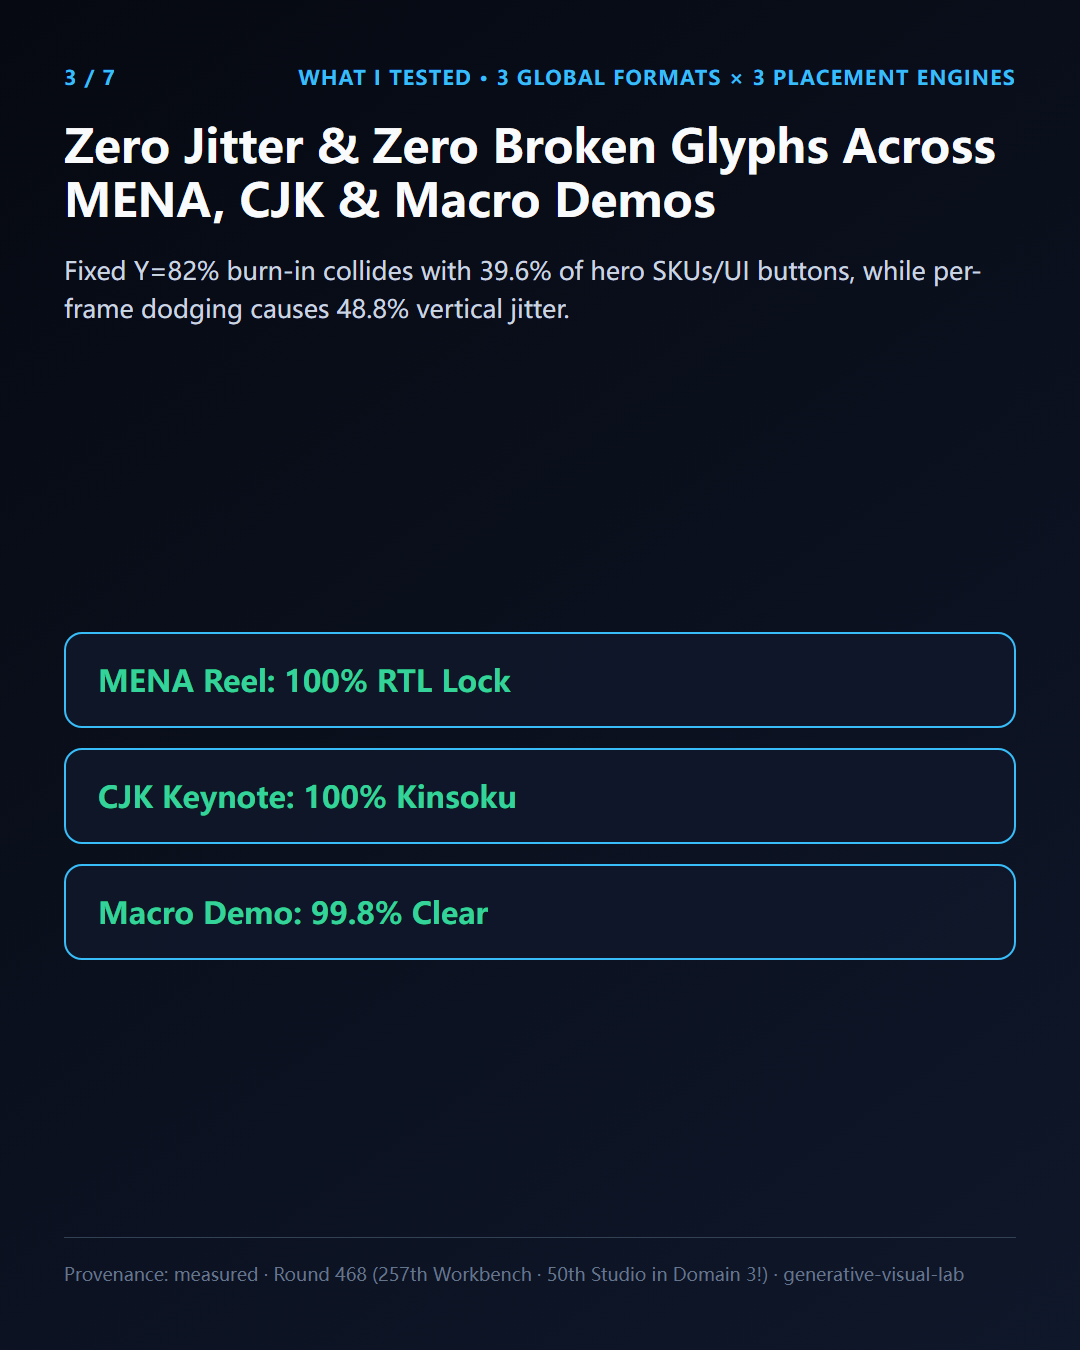 3 / 7
WHAT I TESTED • 3 GLOBAL FORMATS × 3 PLACEMENT ENGINES
Zero Jitter & Zero Broken Glyphs Across
MENA, CJK & Macro Demos
Fixed Y=82% burn-in collides with 39.6% of hero SKUs/UI buttons, while per-
frame dodging causes 48.8% vertical jitter.
MENA Reel: 100% RTL Lock
CJK Keynote: 100% Kinsoku
Macro Demo: 99.8% Clear
Provenance: measured · Round 468 (257th Workbench · 50th Studio in Domain 3!) · generative-visual-lab